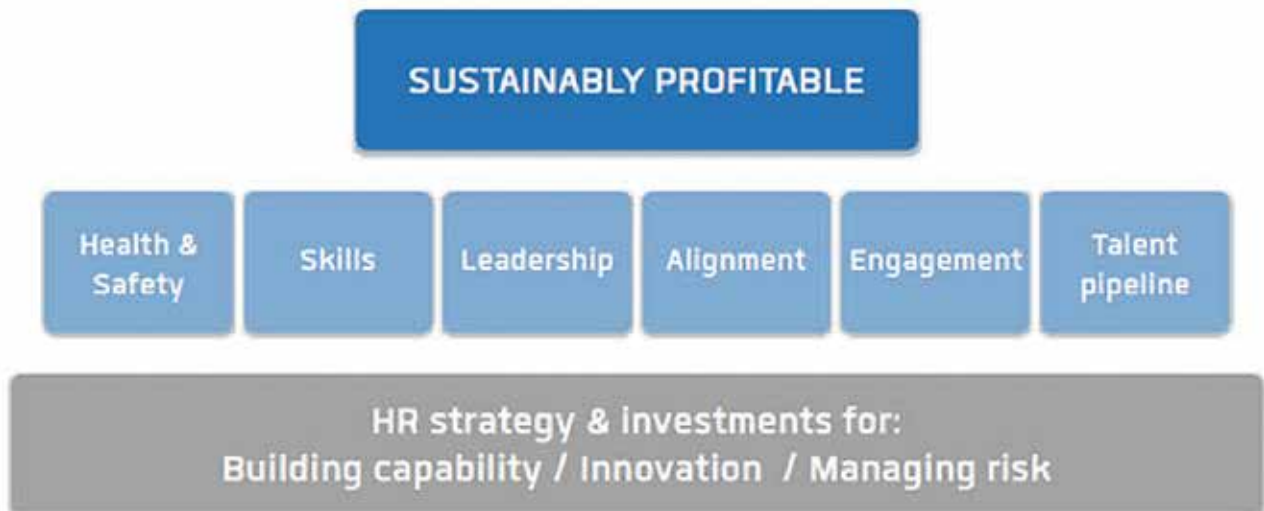 SUSTAINABLY PROFITABLE
Health &
Safety
Skills
Leadership
Alignment
Engagement
Talent
pipeline
HR strategy & investments for:
Building capability / Innovation / Managing risk